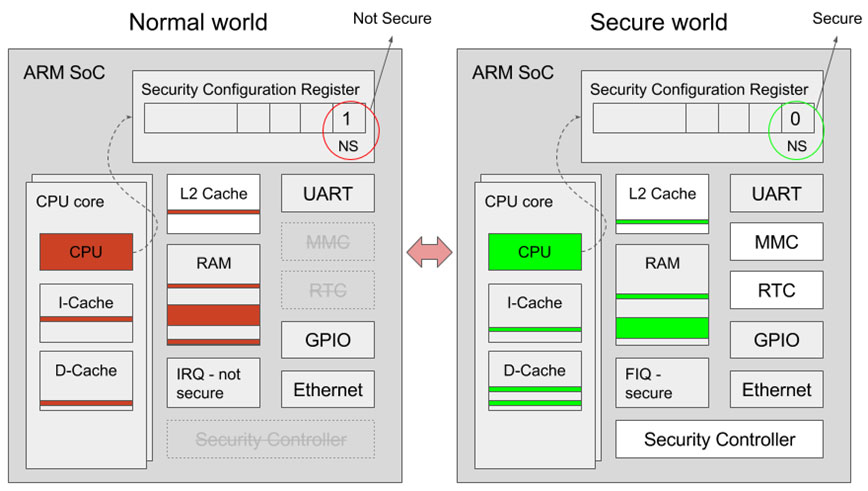 Normal world
Not Secure
ARM SoC
Security Configuration Register
1
NS
CPU core
CPU
I-Cache
D-Cache
L2 Cache
RAM
IRQ - not
secure
UART
MMC
RTC
GPIO
Ethernet
Security Controller
Secure world
Secure
ARM SoC
Security Configuration Register
0
NS
CPU core
CPU
I-Cache
D-Cache
L2 Cache
RAM
FIQ -
secure
UART
MMC
RTC
GPIO
Ethernet
Security Controller